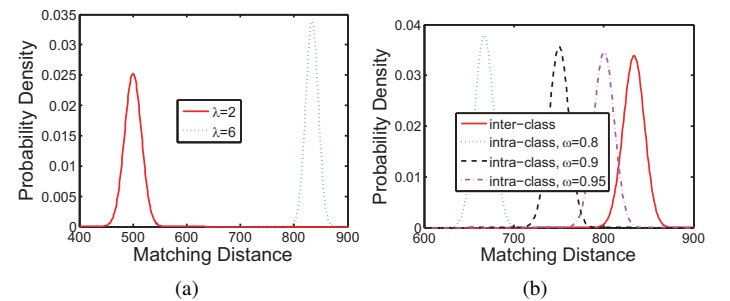 0.035
0.03
0.025
0.02
0.015
0.01
0.005
0
Probability Density
400 500 600 700 800 900
Matching Distance
λ=2
λ=6
(a)
0.04
0.03
0.02
0.01
0
Probability Density
600 700 800 900
Matching Distance
inter−class
intra−class, ω=0.8
intra−class, ω=0.9
intra−class, ω=0.95
(b)